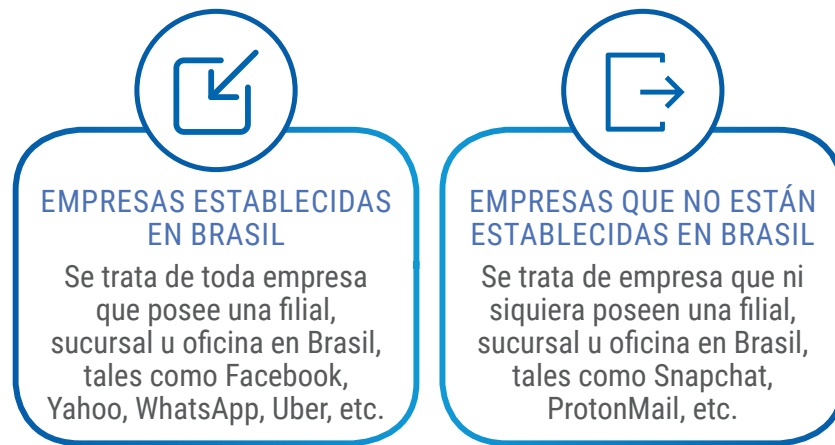 EMPRESAS ESTABLECIDAS
EN BRASIL
Se trata de toda empresa
que posee una filial,
sucursal u oficina en Brasil,
tales como Facebook,
Yahoo, WhatsApp, Uber, etc.
EMPRESAS QUE NO ESTÁN
ESTABLECIDAS EN BRASIL
Se trata de empresa que ni
siquiera poseen una filial,
sucursal u oficina en Brasil,
tales como Snapchat,
ProtonMail, etc.